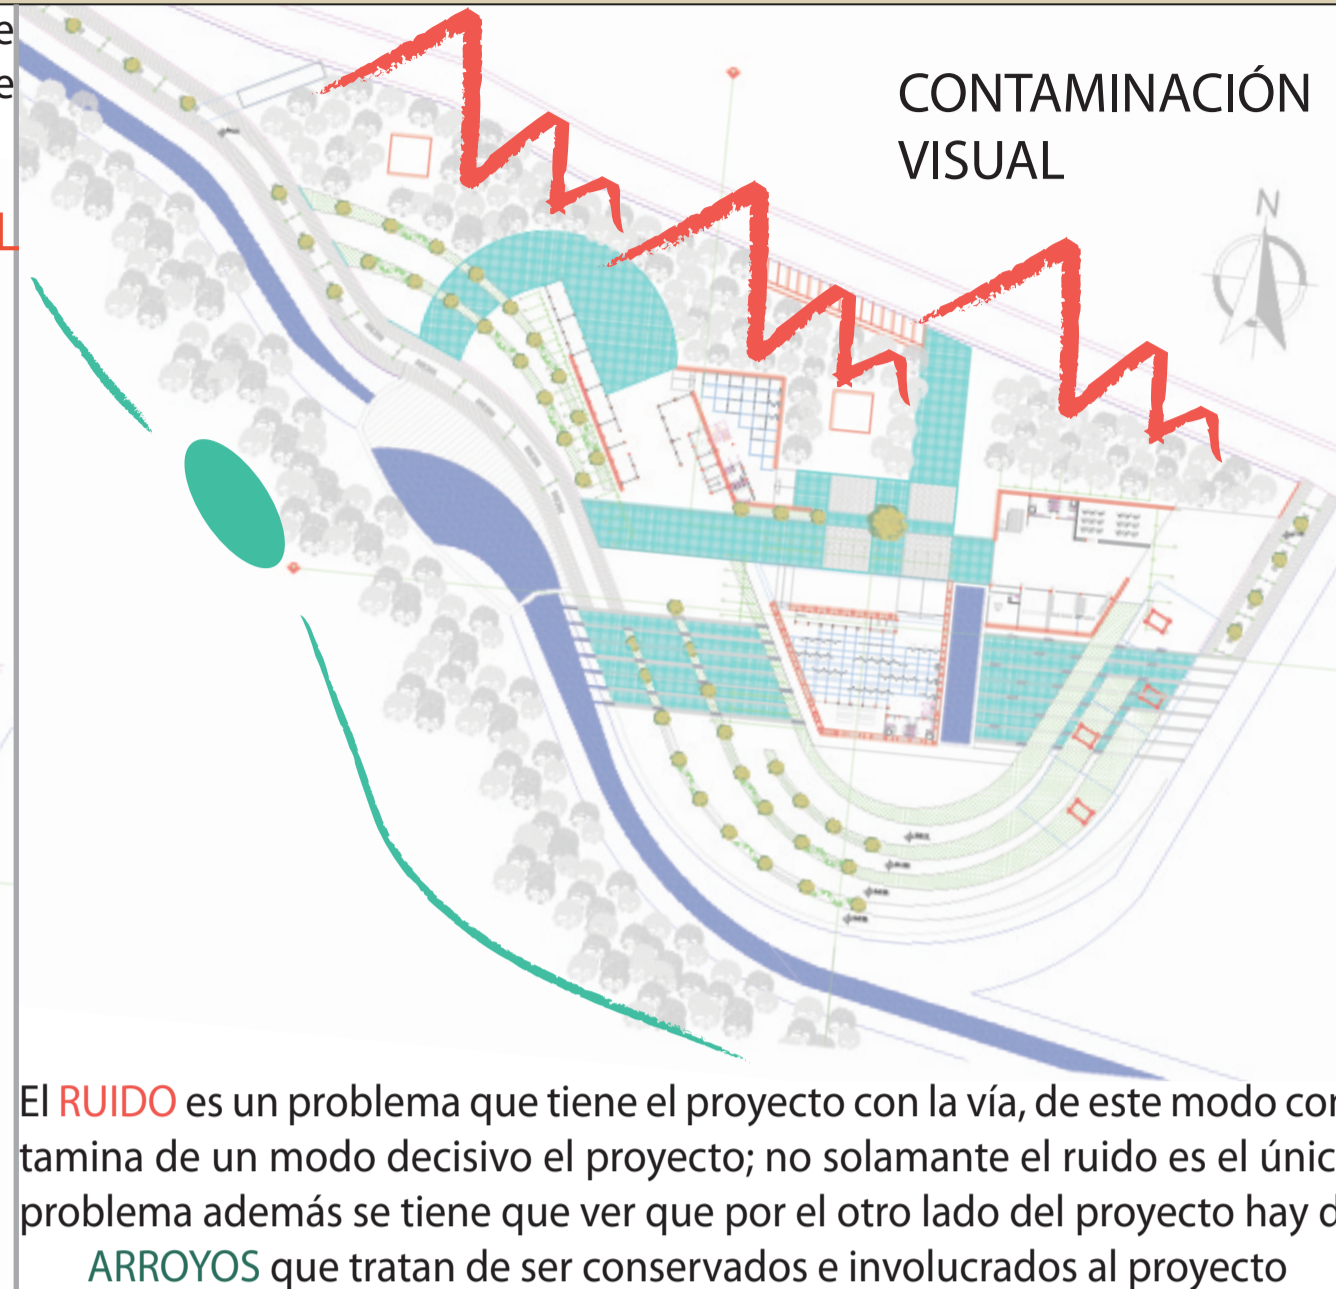 e
e
L
CONTAMINACIÓN
VISUAL
N
El RUIDO es un problema que tiene el proyecto con la vía, de este modo con
tamina de un modo decisivo el proyecto; no solamante el ruido es el únic
problema además se tiene que ver que por el otro lado del proyecto hay d
ARROYOS que tratan de ser conservados e involucrados al proyecto